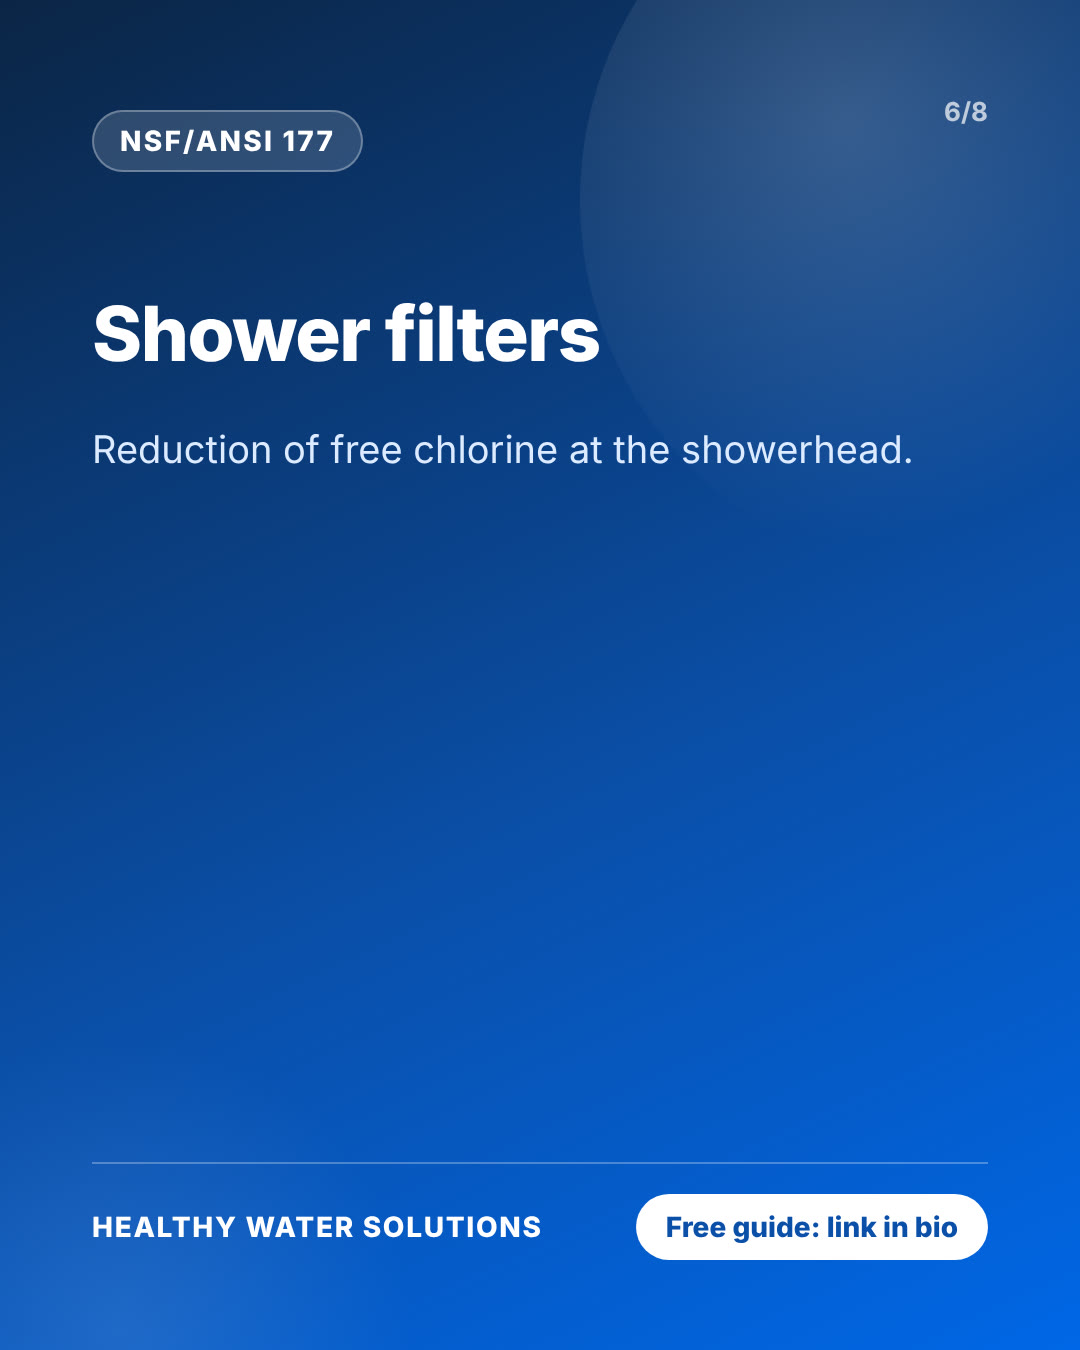 NSF/ANSI 177
6/8
Shower filters
Reduction of free chlorine at the showerhead.
HEALTHY WATER SOLUTIONS
Free guide: link in bio